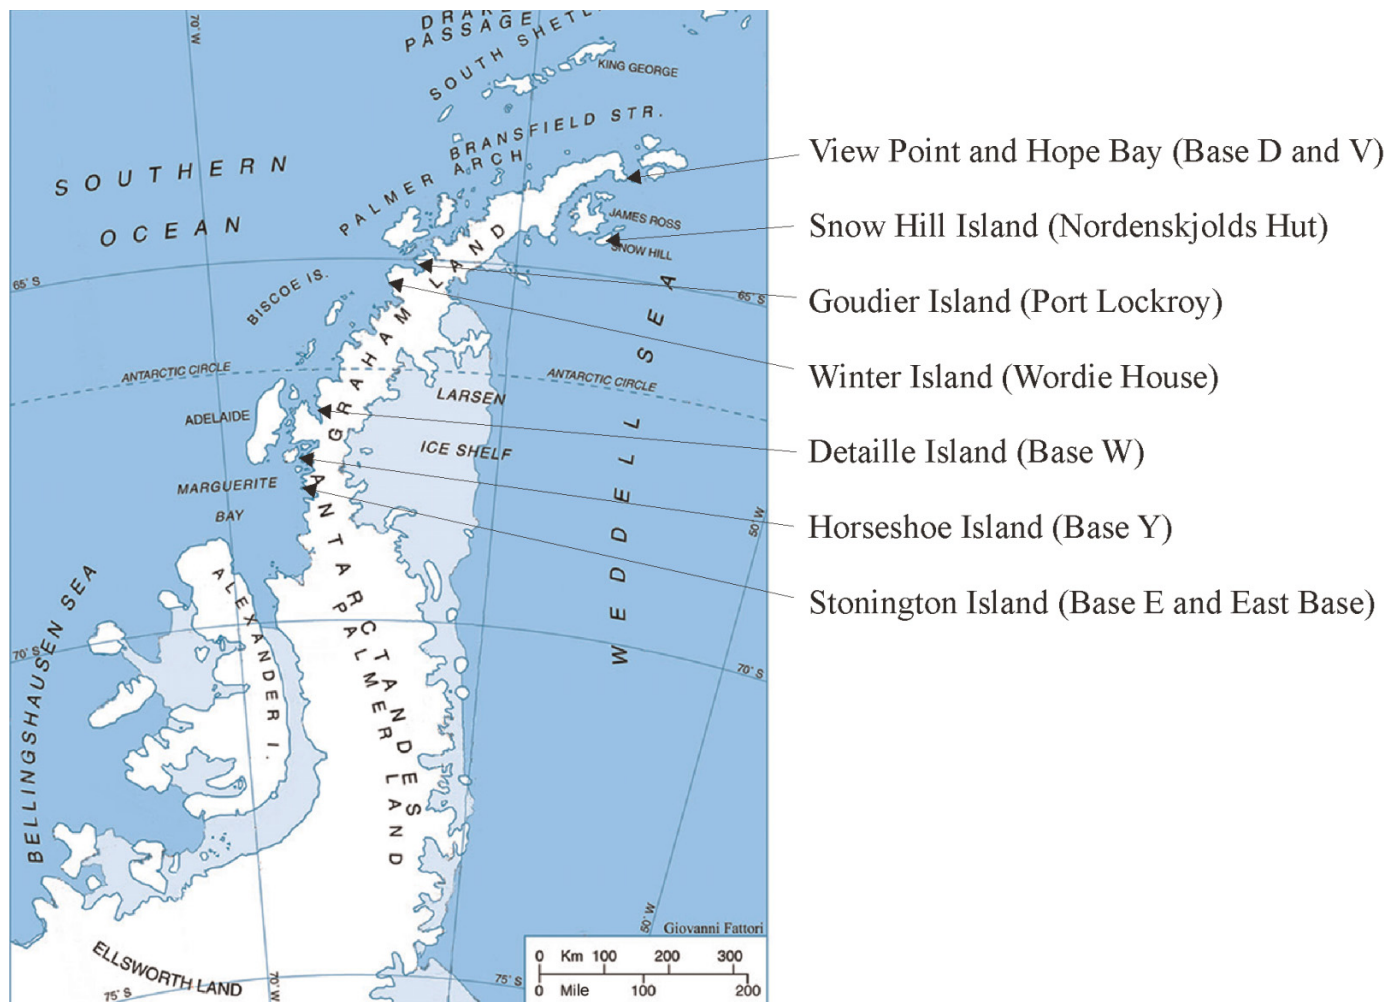 70° W
DRAKE
PASSAGE
SOUTH SHETL
KING GEORGE
BRANSFIELD STR.
PALMER ARCH
SOUTHERN
OCEAN
JAMES ROSS
SNOW HILL
65° S
65° S
BISCOE IS.
GRAHAM LAND
ANTARCTIC CIRCLE
ANTARCTIC CIRCLE
ADELAIDE
LARSEN
ICE SHELF
WEDDELL SEA
MARGUERITE
BAY
50° W
ANTARCTANDES
PALMER LAND
ALEXANDER I.
BELLINGSHAUSEN SEA
70° S
70° S
50° W
Giovanni Fattori
ELLSWORTH LAND
70° W
75° S
75° S
0 Km 100 200 300
0 Mile 100 200
View Point and Hope Bay (Base D and V)
Snow Hill Island (Nordenskjolds Hut)
Goudier Island (Port Lockroy)
Winter Island (Wordie House)
Detaille Island (Base W)
Horseshoe Island (Base Y)
Stonington Island (Base E and East Base)